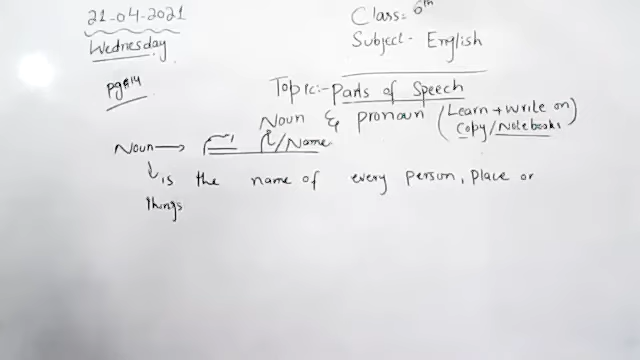 21-04-2021
Wednesday
Class: 6th
Subject - English
pg#14
Topic:- Parts of Speech
Noun & pronoun (Learn + Write on
Copy/Notebooks)
Noun → /Name
is the name of every person, place or
things